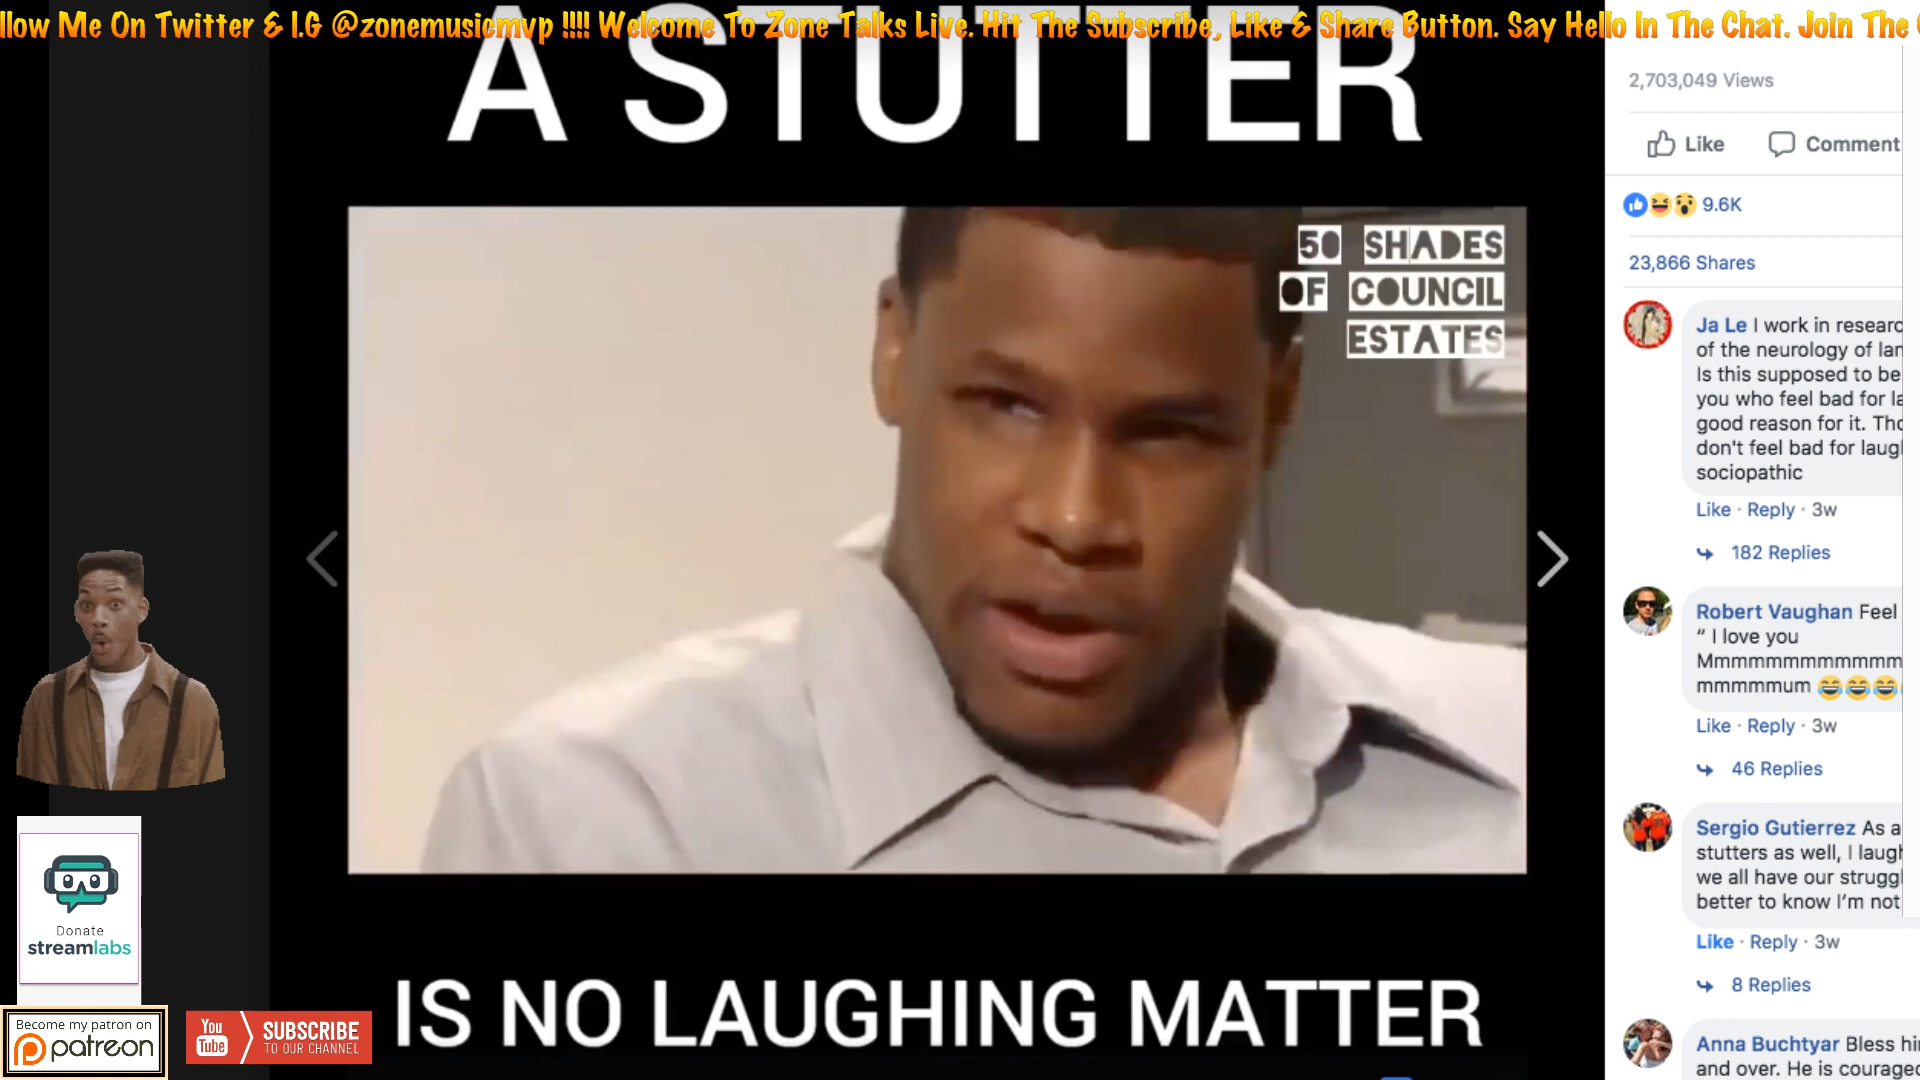 llow Me On Twitter & I.G @zonemusicmvp !!!! Welcome To Zone Talks Live. Hit The Subscribe, Like & Share Button. Say Hello In The Chat. Join The
A STUTTER
50 SHADES
OF COUNCIL
ESTATES
IS NO LAUGHING MATTER
Donate
streamlabs
Become my patron on
patreon
You
Tube
SUBSCRIBE
TO OUR CHANNEL
2,703,049 Views
Like Comment
9.6K
23,866 Shares
Ja Le I work in researc
of the neurology of lan
Is this supposed to be
you who feel bad for la
good reason for it. Tho
don't feel bad for laugh
sociopathic
Like · Reply · 3w
182 Replies
Robert Vaughan Feel
“ I love you
Mmmmmmmmmmmm
mmmmmum 😂😂😂
Like · Reply · 3w
46 Replies
Sergio Gutierrez As a
stutters as well, I laugh
we all have our struggl
better to know I’m not
Like · Reply · 3w
8 Replies
Anna Buchtyar Bless hi
and over. He is courage